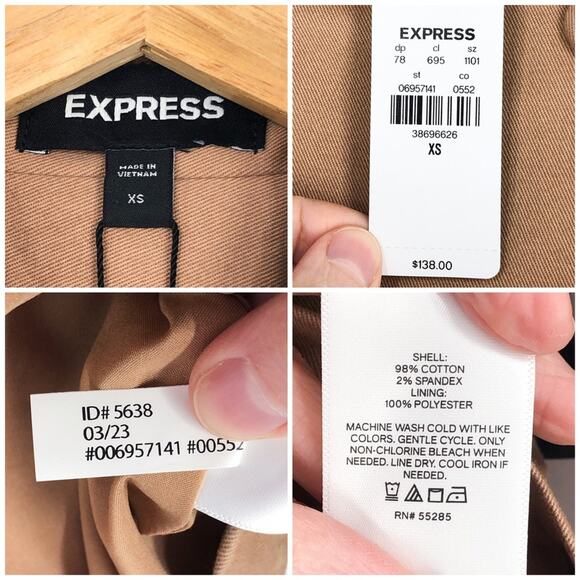 EXPRESS
MADE IN
VIETNAM
XS
EXPRESS
dp cl sz
78 695 1101
st co
06957141 0552
38696626
XS
$138.00
ID# 5638
03/23
#006957141 #00552
SHELL:
98% COTTON
2% SPANDEX
LINING:
100% POLYESTER
MACHINE WASH COLD WITH LIKE
COLORS. GENTLE CYCLE. ONLY
NON-CHLORINE BLEACH WHEN
NEEDED. LINE DRY. COOL IRON IF
NEEDED.
RN# 55285